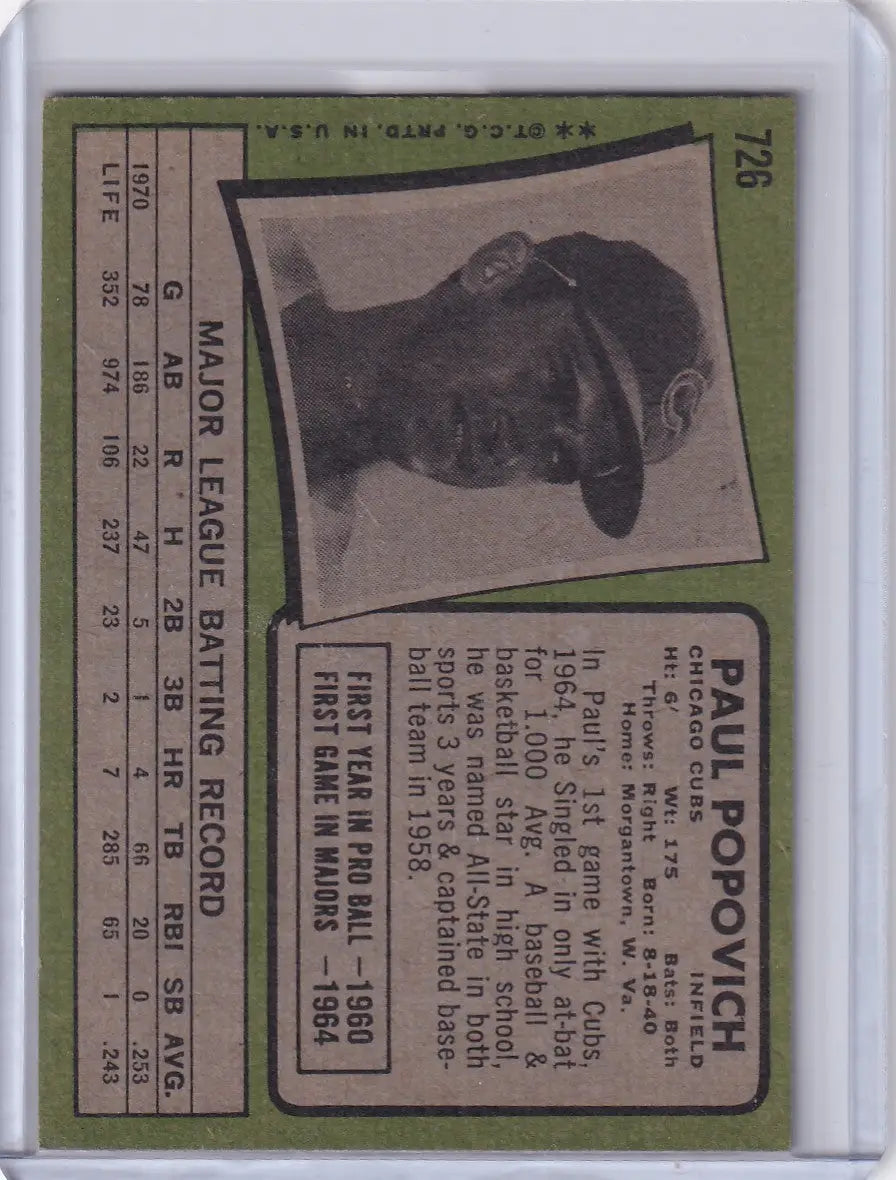 726
**©T.C.G. PRTD. IN U.S.A.
C
PAUL POPOVICH
CHICAGO CUBS INFIELD
Ht: 6' Wt: 175 Bats: Both
Throws: Right Born: 8-18-40
Home: Morgantown, W. Va.
In Paul's 1st game with Cubs,
1964, he Singled in only at-bat
for 1.000 Avg. A baseball &
basketball star in high school,
he was named All-State in both
sports 3 years & captained base-
ball team in 1958.
FIRST YEAR IN PRO BALL —1960
FIRST GAME IN MAJORS —1964
MAJOR LEAGUE BATTING RECORD
G AB R H 2B 3B HR TB RBI SB AVG.
1970 78 186 22 47 5 1 4 66 20 0 .253
LIFE 352 974 106 237 23 2 7 285 65 1 .243